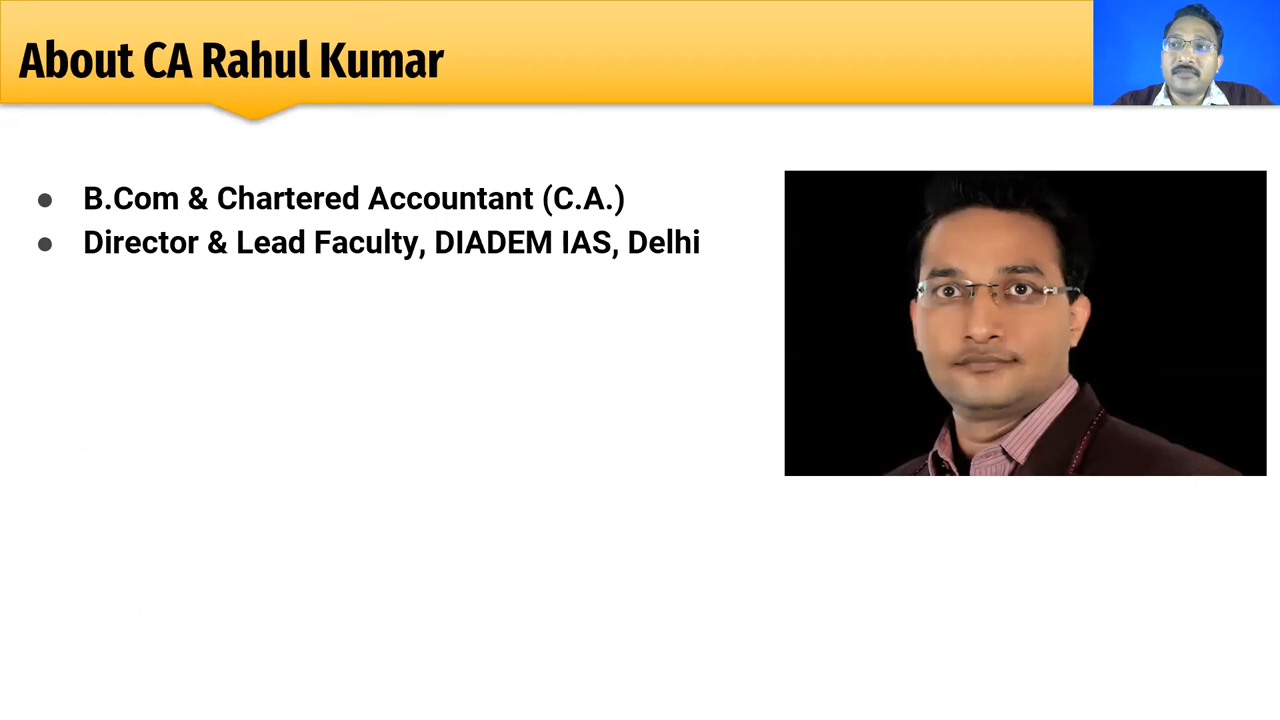 About CA Rahul Kumar
● B.Com & Chartered Accountant (C.A.)
● Director & Lead Faculty, DIADEM IAS, Delhi